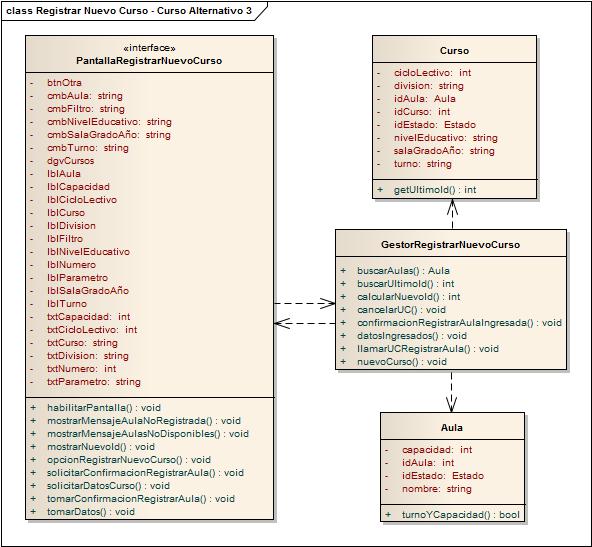 class Registrar Nuevo Curso - Curso Alternativo 3
«interface»
PantallaRegistrarNuevoCurso
- btnOtra
- cmbAula: string
- cmbFiltro: string
- cmbNivelEducativo: string
- cmbSalaGradoAño: string
- cmbTurno: string
- dgvCursos
- lblAula
- lblCapacidad
- lblCicloLectivo
- lblCurso
- lblDivision
- lblFiltro
- lblNivelEducativo
- lblNumero
- lblParametro
- lblSalaGradoAño
- lblTurno
- txtCapacidad: int
- txtCicloLectivo: int
- txtCurso: string
- txtDivision: string
- txtNumero: int
- txtParametro: string
+ habilitarPantalla() : void
+ mostrarMensajeAulaNoRegistrada() : void
+ mostrarMensajeAulasNoDisponibles() : void
+ mostrarNuevoId() : void
+ opcionRegistrarNuevoCurso() : void
+ solicitarConfirmacionRegistrarAula() : void
+ solicitarDatosCurso() : void
+ tomarConfirmacionRegistrarAula() : void
+ tomarDatos() : void
Curso
- cicloLectivo: int
- division: string
- idAula: Aula
- idCurso: int
- idEstado: Estado
- nivelEducativo: string
- salaGradoAño: string
- turno: string
+ getUltimoId() : int
GestorRegistrarNuevoCurso
+ buscarAulas() : Aula
+ buscarUltimoId() : int
+ calcularNuevoId() : int
+ cancelarUC() : void
+ confirmacionRegistrarAulaIngresada() : void
+ datosIngresados() : void
+ llamarUCRegistrarAula() : void
+ nuevoCurso() : void
Aula
- capacidad: int
- idAula: int
- idEstado: Estado
- nombre: string
+ turnoYCapacidad() : bool